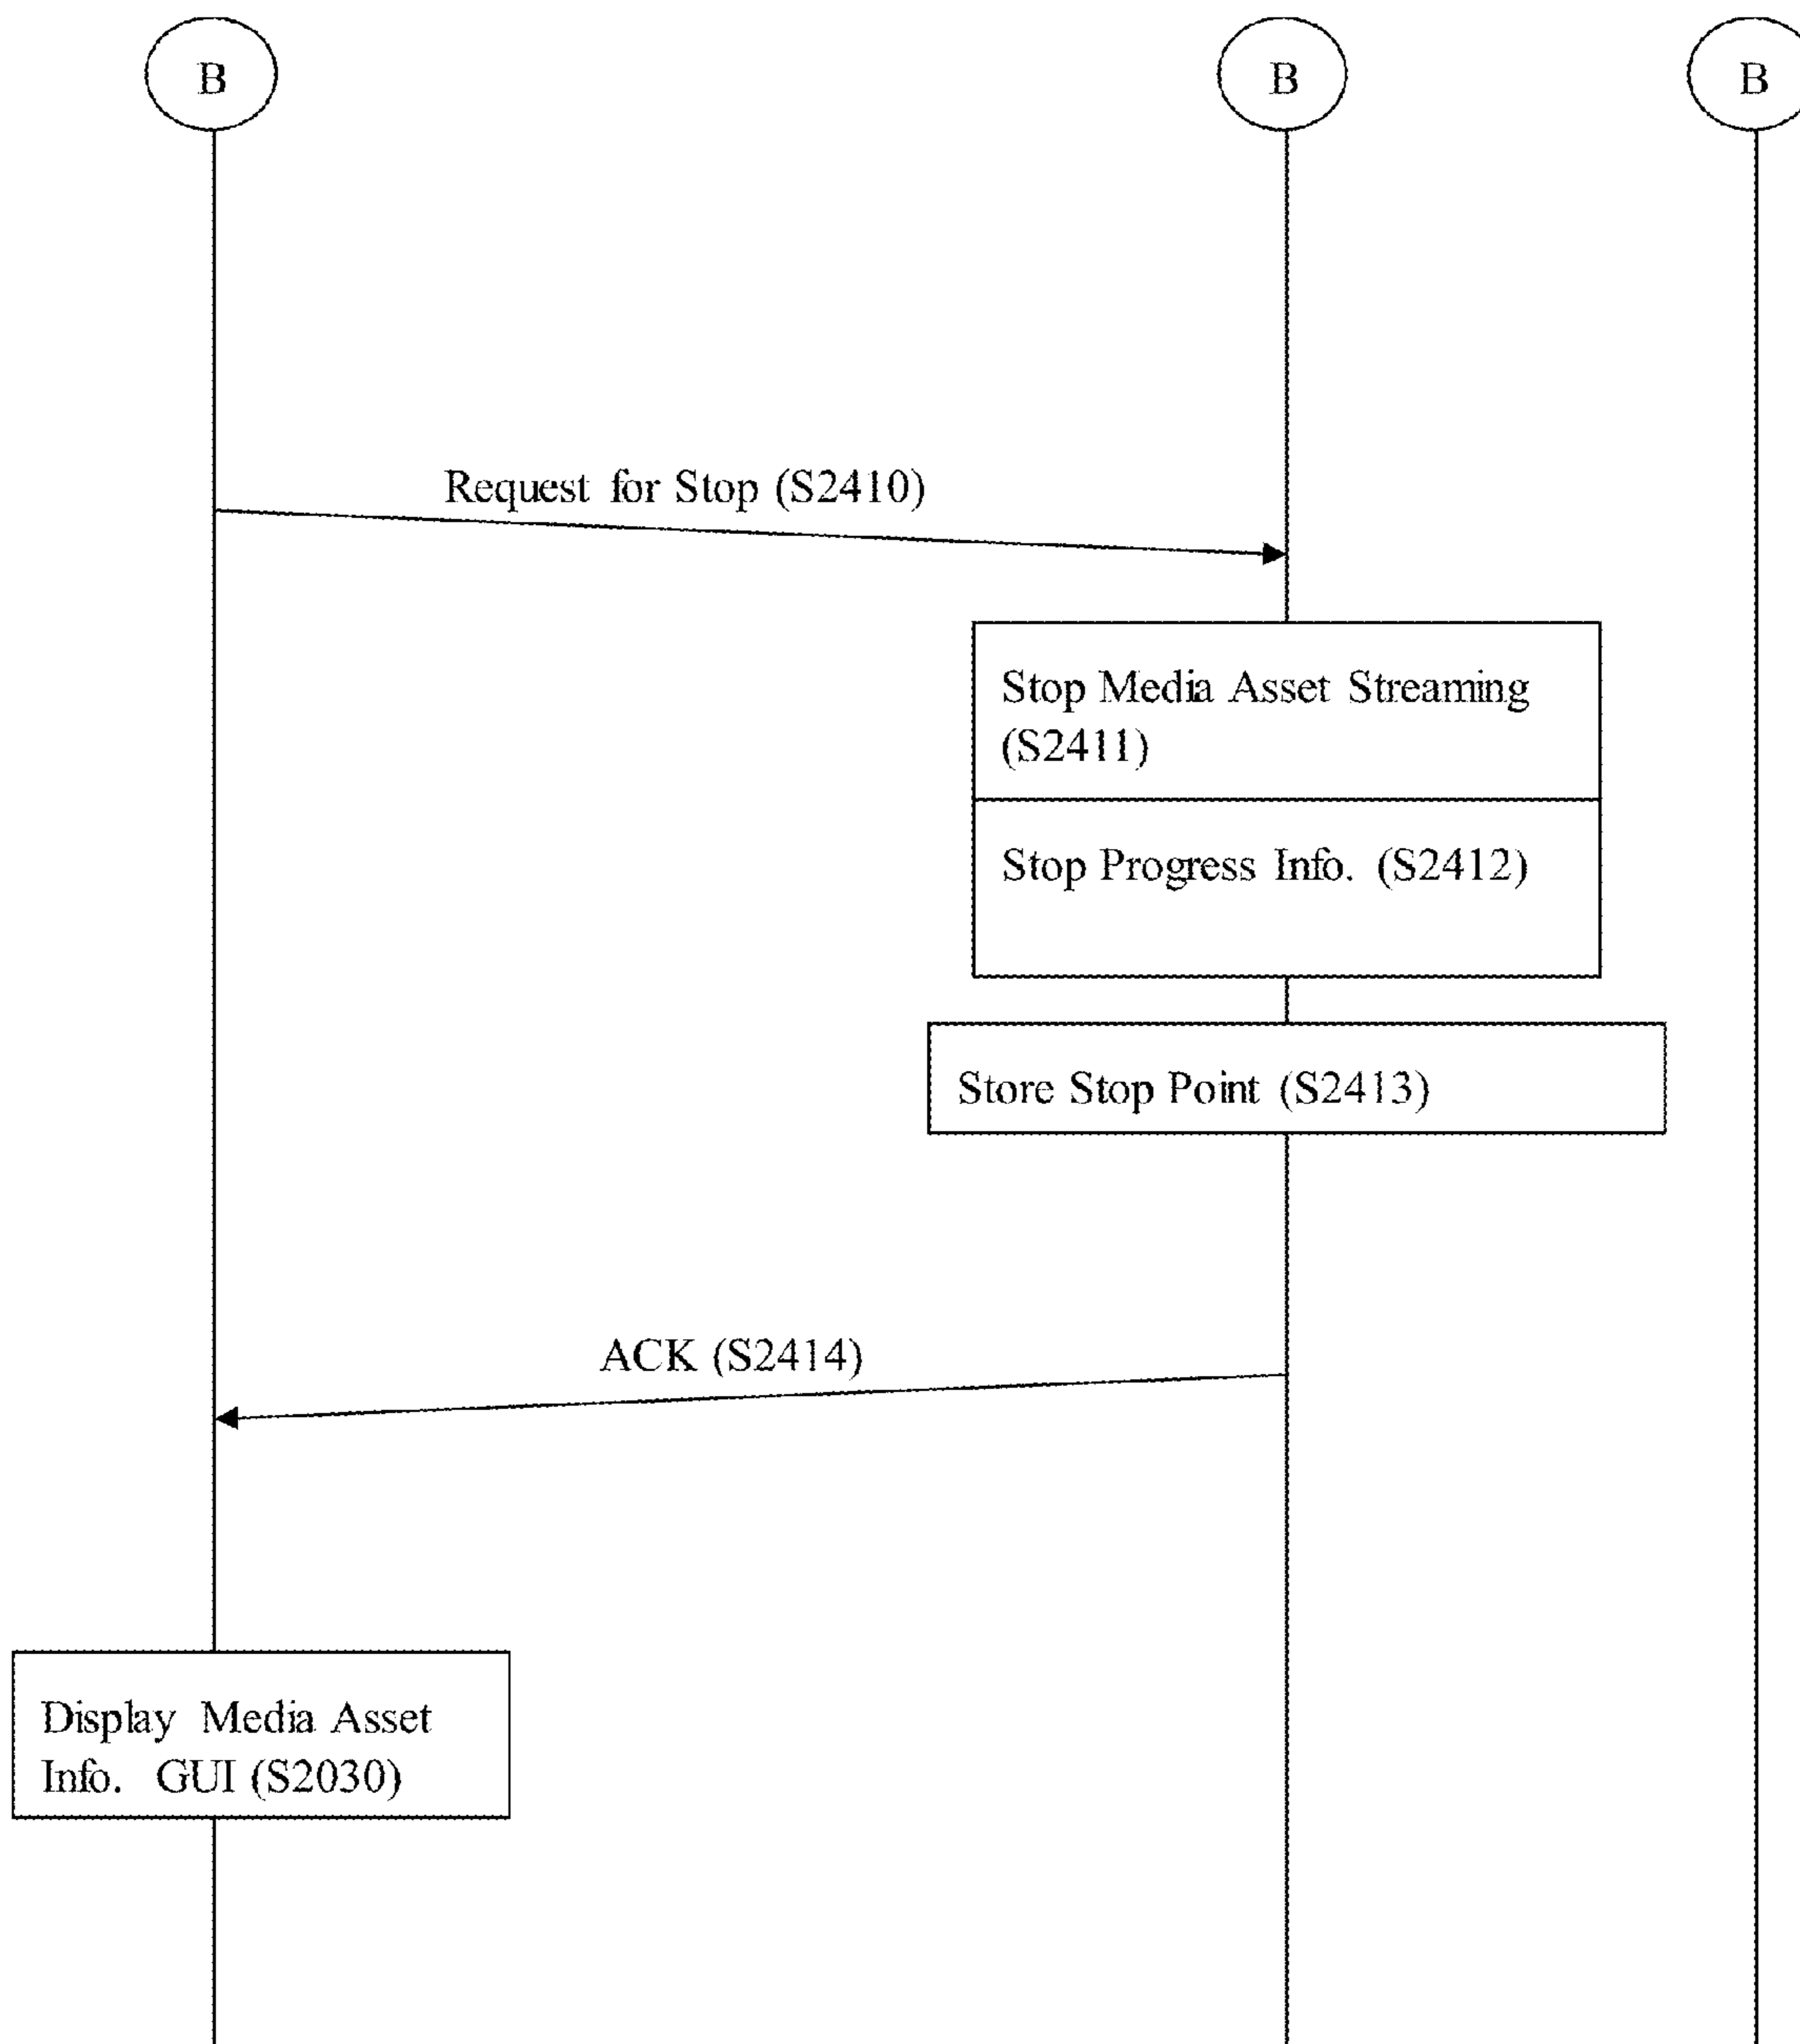 B
B
B
Request for Stop (S2410)
Stop Media Asset Streaming
(S2411)
Stop Progress Info. (S2412)
Store Stop Point (S2413)
ACK (S2414)
Display Media Asset
Info. GUI (S2030)